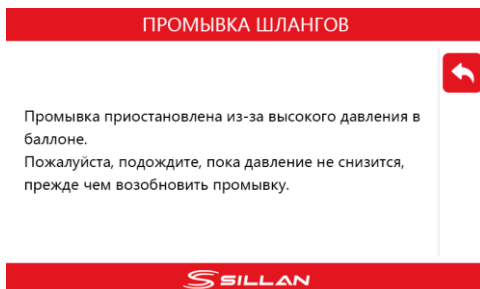 ПРОМЫВКА ШЛАНГОВ
Промывка приостановлена из-за высокого давления в
баллоне.
Пожалуйста, подождите, пока давление не снизится,
прежде чем возобновить промывку.
SILLAN